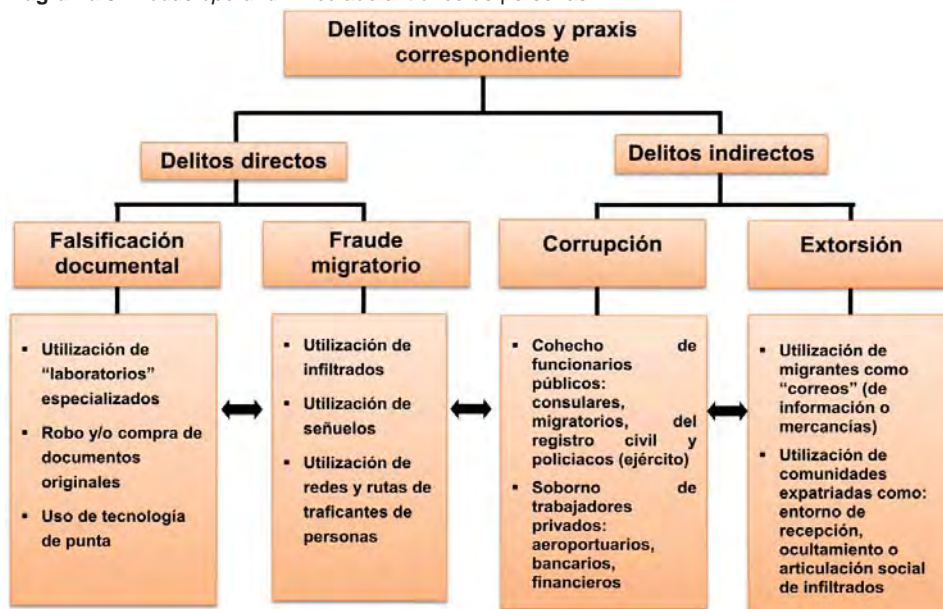 Delitos involucrados y praxis
correspondiente
Delitos directos
Delitos indirectos
Falsificación
documental
Fraude
migratorio
Corrupción
Extorsión
▪ Utilización de
“laboratorios”
especializados
▪ Robo y/o compra de
documentos
originales
▪ Uso de tecnología
de punta
▪ Utilización de
infiltrados
▪ Utilización de
señuelos
▪ Utilización de
redes y rutas de
traficantes de
personas
▪ Cohecho de
funcionarios
públicos:
consulares,
migratorios, del
registro civil y
policiacos (ejército)
▪ Soborno de
trabajadores
privados:
aeroportuarios,
bancarios,
financieros
▪ Utilización de
migrantes como
“correos” (de
información o
mercancías)
▪ Utilización de
comunidades
expatriadas como:
entorno de
recepción,
ocultamiento o
articulación social
de infiltrados